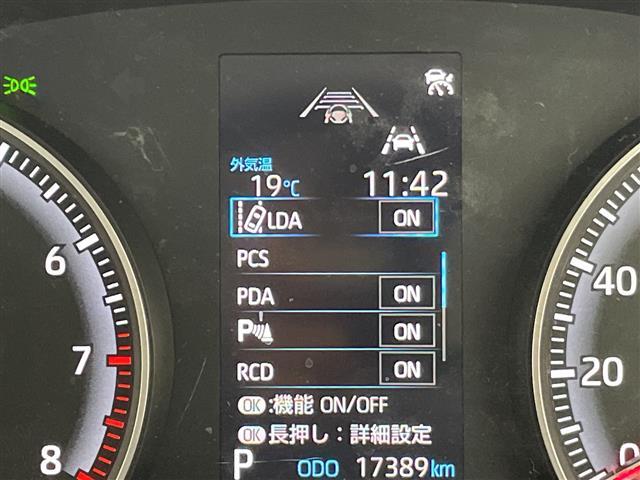 外気温
19℃ 11:42
LDA ON
PCS
PDA ON
P ON
RCD ON
OK:機能 ON/OFF
OK長押し:詳細設定
P ODO 17389km
6
7
8
40
20
0